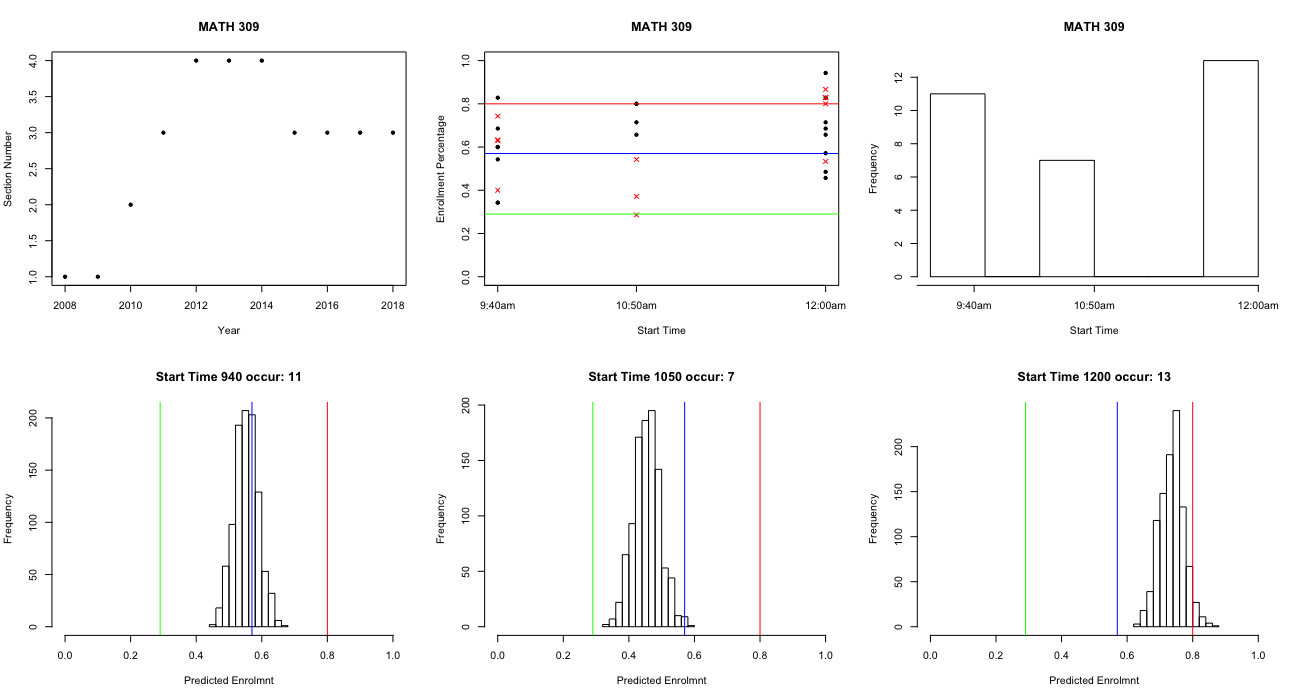 MATH 309
Section Number
4.0
3.5
3.0
2.5
2.0
1.5
1.0
2008 2010 2012 2014 2016 2018
Year
MATH 309
Enrollment Percentage
1.0
0.8
0.6
0.4
0.2
0.0
9:40am 10:50am 12:00am
Start Time
MATH 309
Frequency
12
10
8
6
4
2
0
9:40am 10:50am 12:00am
Start Time
Start Time 940 occur: 11
Frequency
200
150
100
50
0
0.0 0.2 0.4 0.6 0.8 1.0
Predicted Enrolmnt
Start Time 1050 occur: 7
Frequency
200
150
100
50
0
0.0 0.2 0.4 0.6 0.8 1.0
Predicted Enrolmnt
Start Time 1200 occur: 13
Frequency
200
150
100
50
0
0.0 0.2 0.4 0.6 0.8 1.0
Predicted Enrolmnt